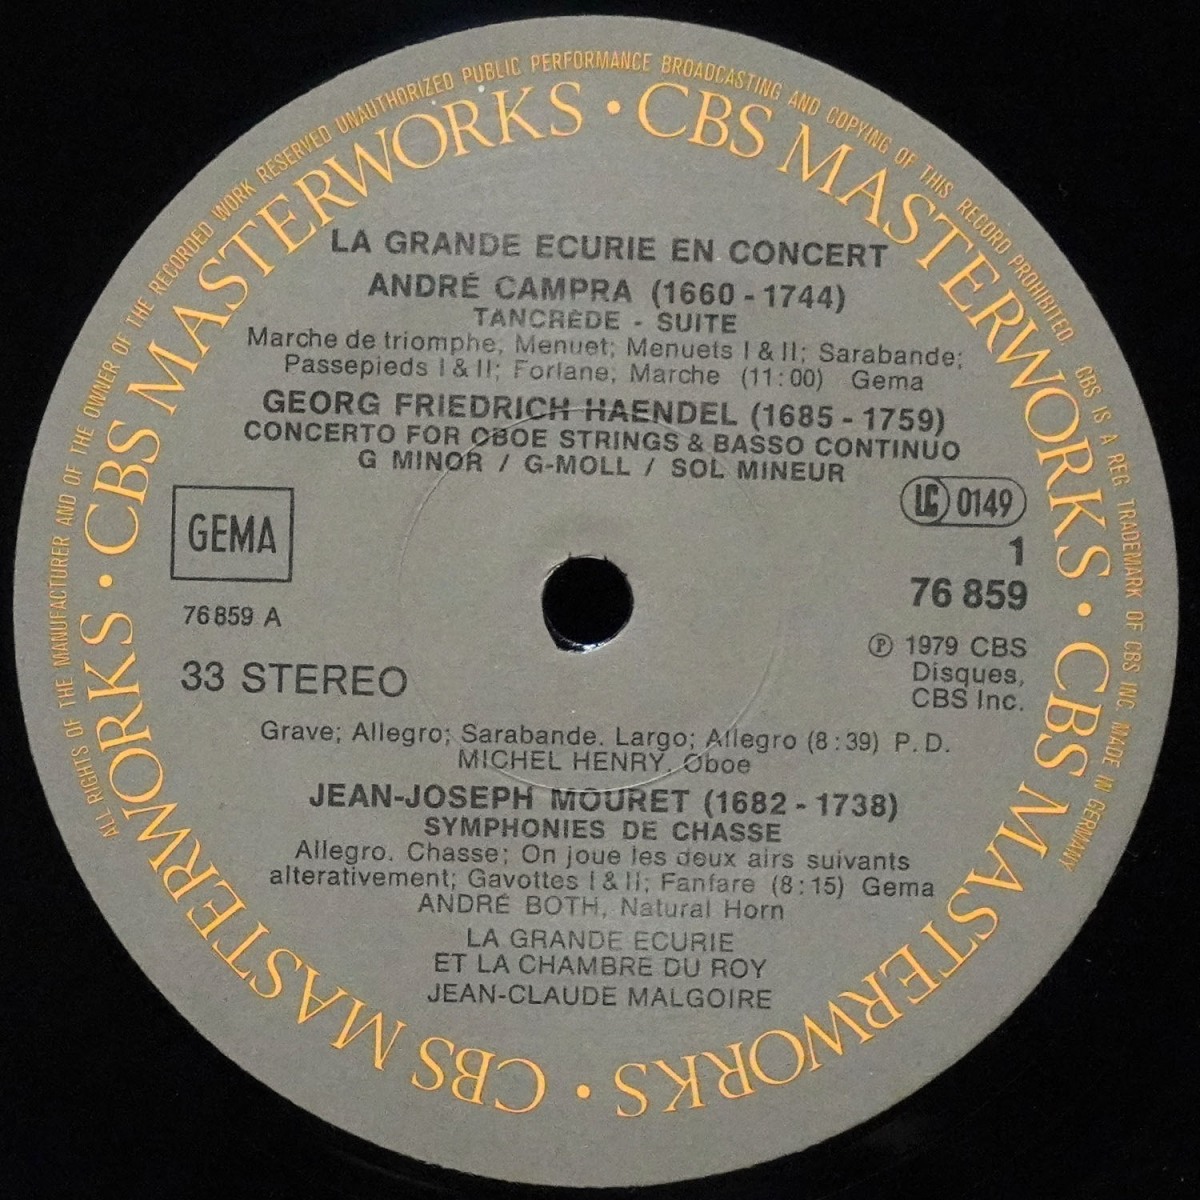 ALL RIGHTS OF THE MANUFACTURER AND OF THE OWNER OF THE RECORDED WORK RESERVED UNAUTHORIZED PUBLIC PERFORMANCE BROADCASTING AND COPYING OF THIS RECORD PROHIBITED. CBS IS A REG TRADEMARK OF CBS INC MADE IN GERMANY
CBS MASTERWORKS • CBS MASTERWORKS • CBS MASTERWORKS • CBS MASTERWORKS •
LA GRANDE ECURIE EN CONCERT
ANDRÉ CAMPRA (1660 - 1744)
TANCRÈDE - SUITE
Marche de triomphe, Menuet; Menuets I & II; Sarabande;
Passepieds I & II; Forlane, Marche (11:00) Gema
GEORG FRIEDRICH HAENDEL (1685 - 1759)
CONCERTO FOR OBOE STRINGS & BASSO CONTINUO
G MINOR / G-MOLL / SOL MINEUR
GEMA
76 859 A
33 STEREO
LC 0149
1
76 859
℗ 1979 CBS
Disques,
CBS Inc.
Grave; Allegro; Sarabande. Largo; Allegro (8:39) P.D.
MICHEL HENRY, Oboe
JEAN-JOSEPH MOURET (1682 - 1738)
SYMPHONIES DE CHASSE
Allegro. Chasse; On joue les deux airs suivants
alterativement; Gavottes I & II; Fanfare (8:15) Gema
ANDRÉ BOTH, Natural Horn
LA GRANDE ECURIE
ET LA CHAMBRE DU ROY
JEAN-CLAUDE MALGOIRE